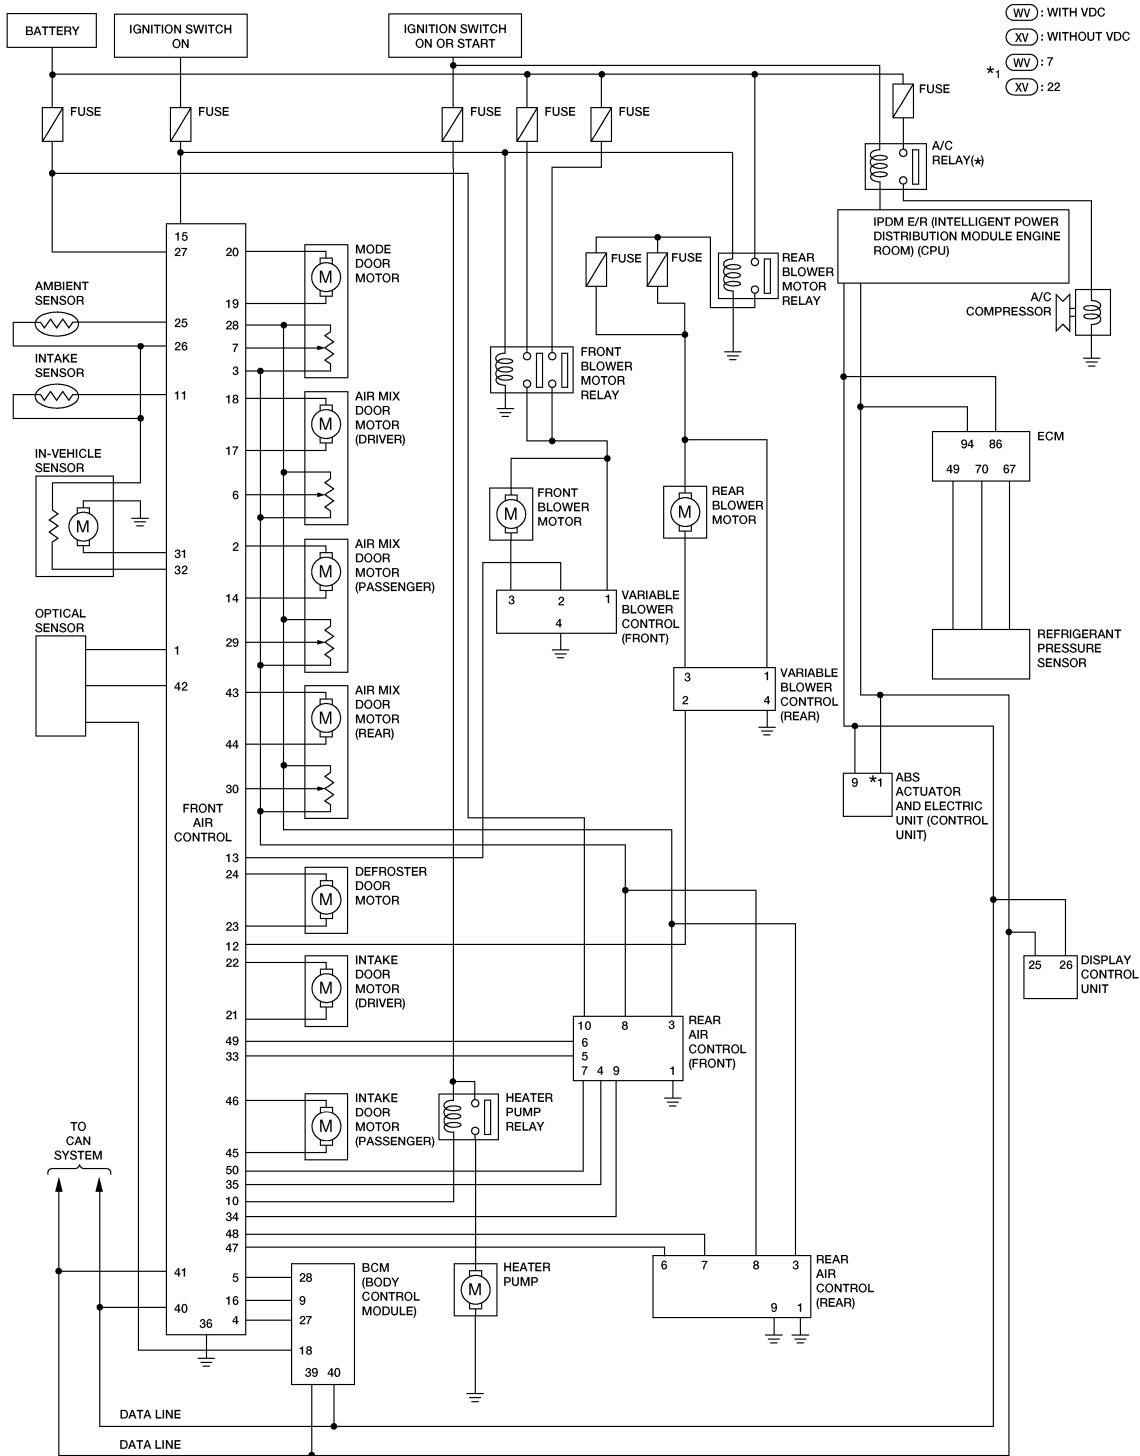 BATTERY
IGNITION SWITCH
ON
IGNITION SWITCH
ON OR START
WV : WITH VDC
XV : WITHOUT VDC
*1
WV : 7
XV : 22
FUSE
FUSE
FUSE
FUSE
FUSE
FUSE
A/C
RELAY(*)
IPDM E/R (INTELLIGENT POWER
DISTRIBUTION MODULE ENGINE
ROOM) (CPU)
15
27
20
MODE
DOOR
MOTOR
M
19
FUSE
FUSE
REAR
BLOWER
MOTOR
RELAY
A/C
COMPRESSOR
AMBIENT
SENSOR
25
26
28
7
3
INTAKE
SENSOR
11
FRONT
BLOWER
MOTOR
RELAY
18
AIR MIX
DOOR
MOTOR
(DRIVER)
M
17
6
94 86
ECM
49 70 67
IN-VEHICLE
SENSOR
M
31
32
FRONT
BLOWER
MOTOR
M
REAR
BLOWER
MOTOR
M
2
AIR MIX
DOOR
MOTOR
(PASSENGER)
M
14
29
3 2 1
4
VARIABLE
BLOWER
CONTROL
(FRONT)
OPTICAL
SENSOR
1
42
REFRIGERANT
PRESSURE
SENSOR
43
AIR MIX
DOOR
MOTOR
(REAR)
M
44
30
3 1
2 4
VARIABLE
BLOWER
CONTROL
(REAR)
9 *1
ABS
ACTUATOR
AND ELECTRIC
UNIT (CONTROL
UNIT)
FRONT
AIR
CONTROL
13
24
DEFROSTER
DOOR
MOTOR
M
23
12
22
INTAKE
DOOR
MOTOR
(DRIVER)
M
21
49
33
25 26
DISPLAY
CONTROL
UNIT
10 8 3
6
5
7 4 9 1
REAR
AIR
CONTROL
(FRONT)
46
INTAKE
DOOR
MOTOR
(PASSENGER)
M
45
HEATER
PUMP
RELAY
TO
CAN
SYSTEM
50
35
10
34
48
47
41
40
36
5
16
4
28
9
27
18
39 40
BCM
(BODY
CONTROL
MODULE)
HEATER
PUMP
M
6 7 8 3
9 1
REAR
AIR
CONTROL
(REAR)
DATA LINE
DATA LINE